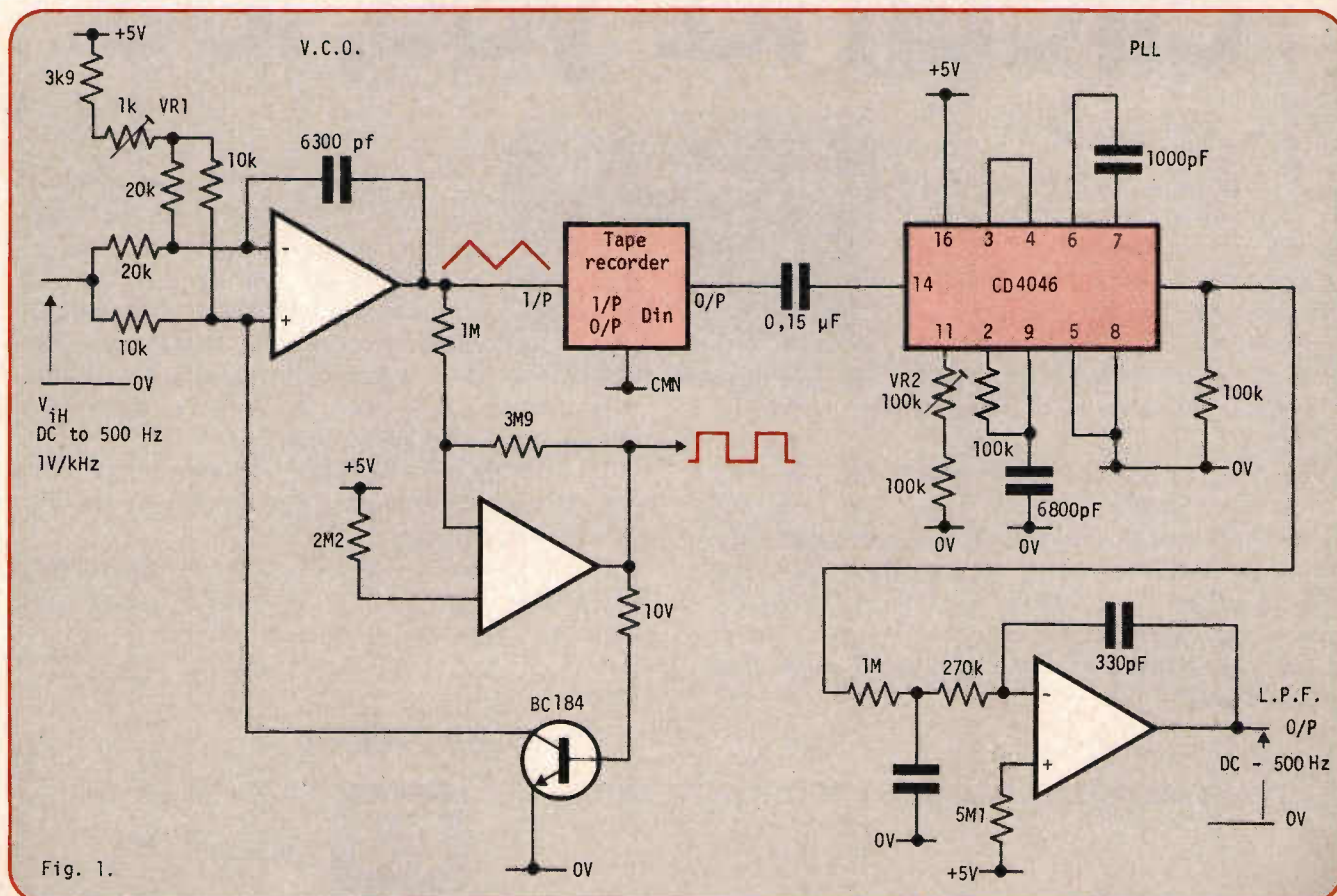 V.C.O.
PLL
+5V
3k9
1k VR1
20k
10k
6300 pf
20k
10k
-
+
0V
ViH
DC to 500 Hz
1V/kHz
1M
3M9
+5V
2M2
10V
BC184
0V
I/P
Tape
recorder
I/P
O/P Din
O/P
CMN
0,15 µF
+5V
1000pF
16 3 4 6 7
14 CD4046
11 2 9 5 8
VR2
100k
100k
100k
6800pF
100k
0V
0V
0V
1M
270k
330pF
-
+
L.P.F.
O/P
DC - 500 Hz
0V
5M1
0V
+5V
Fig. 1.